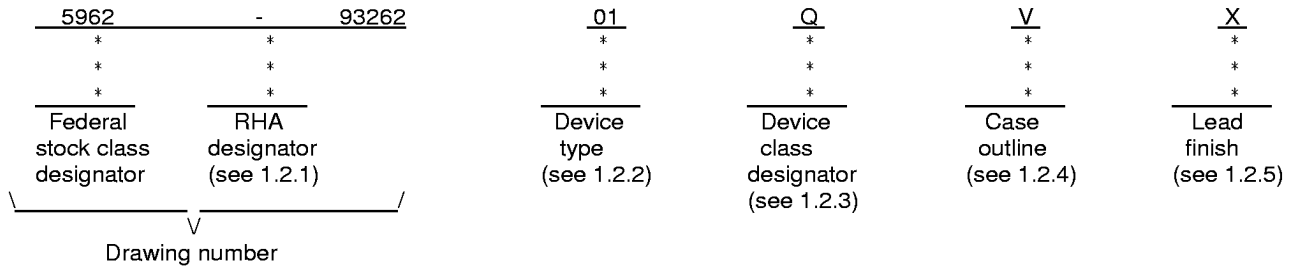 5962 - 93262 01 Q V X
* * * * * *
* * * * * *
* * * * * *
Federal RHA Device Device Case Lead
stock class designator type class outline finish
designator (see 1.2.1) (see 1.2.2) designator (see 1.2.4) (see 1.2.5)
(see 1.2.3)
Drawing number